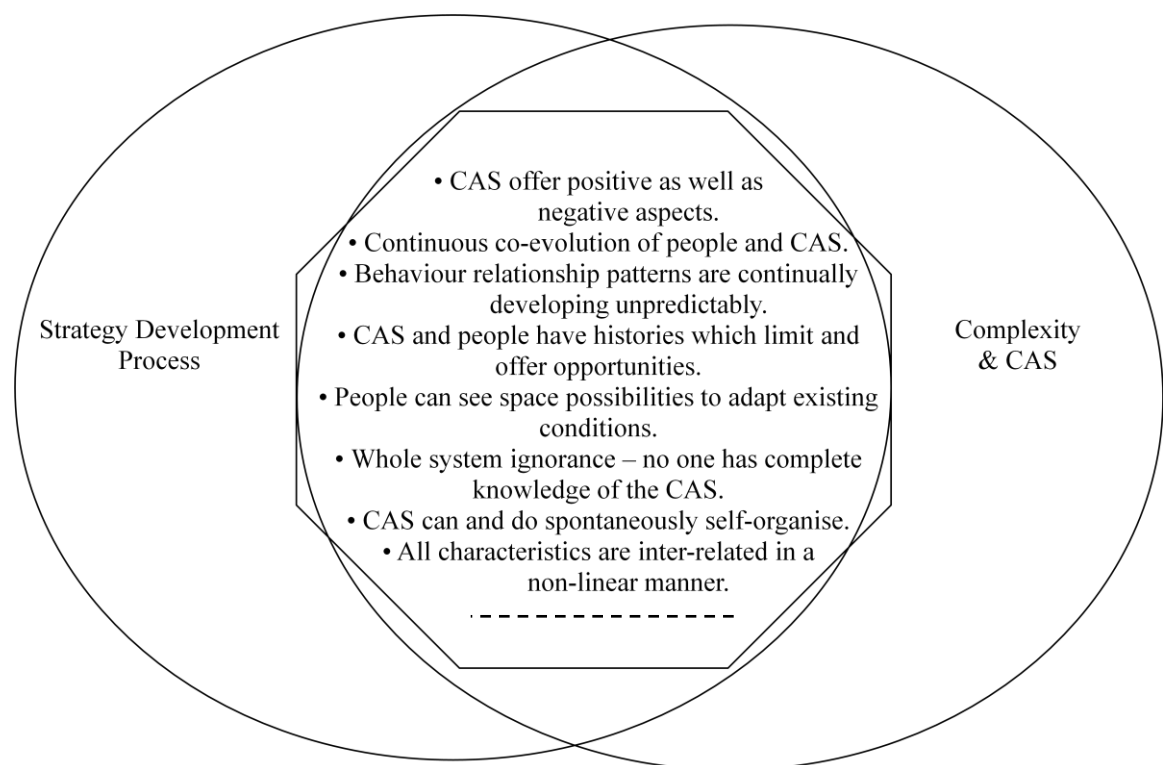 • CAS offer positive as well as
negative aspects.
• Continuous co-evolution of people and CAS.
• Behaviour relationship patterns are continually
developing unpredictably.
Strategy Development
Process
• CAS and people have histories which limit and
offer opportunities.
Complexity
& CAS
• People can see space possibilities to adapt existing
conditions.
• Whole system ignorance – no one has complete
knowledge of the CAS.
• CAS can and do spontaneously self-organise.
• All characteristics are inter-related in a
non-linear manner.